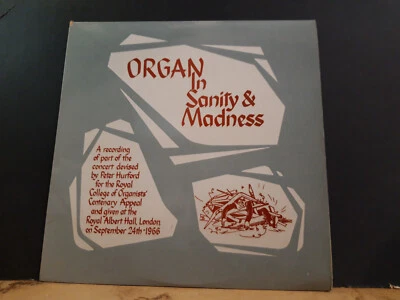 ORGAN
In
Sanity &
Madness
A recording
of part of the
concert devised
by Peter Hurford
for the Royal
College of Organists'
Centenary Appeal
and given at the
Royal Albert Hall, London,
on September 24th 1966